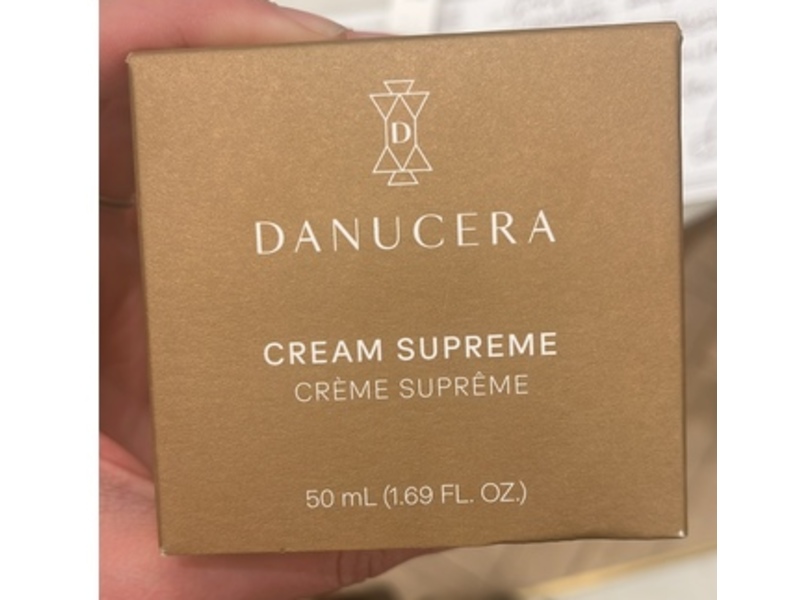 D
DANUCERA
CREAM SUPREME
CRÈME SUPRÊME
50 mL (1.69 FL. OZ.)